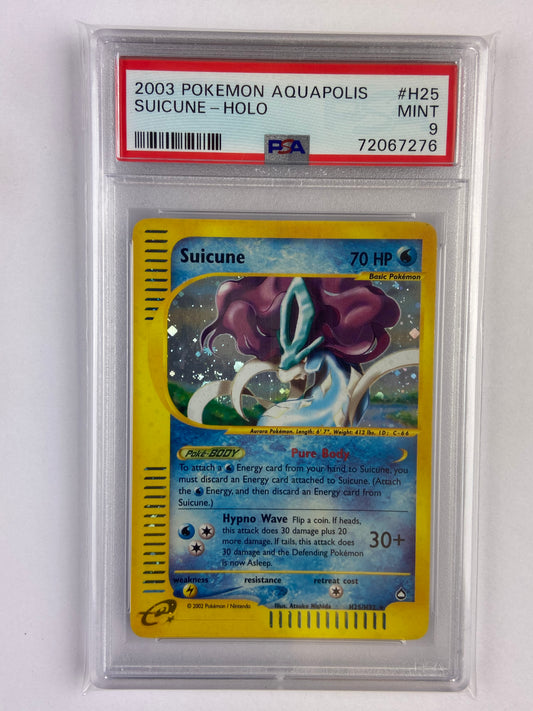 2003 POKEMON AQUAPOLIS #H25
SUICUNE – HOLO MINT
9
PSA 72067276
Suicune 70 HP
Basic Pokémon
Aurora Pokémon. Length: 6' 7", Weight: 412 lbs. ID: C-66
Poké-BODY Pure Body
To attach a Energy card from your hand to Suicune, you
must discard an Energy card attached to Suicune. (Attach
the Energy, and then discard an Energy card from
Suicune.)
Hypno Wave Flip a coin. If heads,
this attack does 30 damage plus 20
more damage. If tails, this attack does
30 damage and the Defending Pokémon
is now Asleep.
30+
weakness resistance retreat cost
Illus. Atsuko Nishida H25/H32
© 2002 Pokémon / Nintendo
e